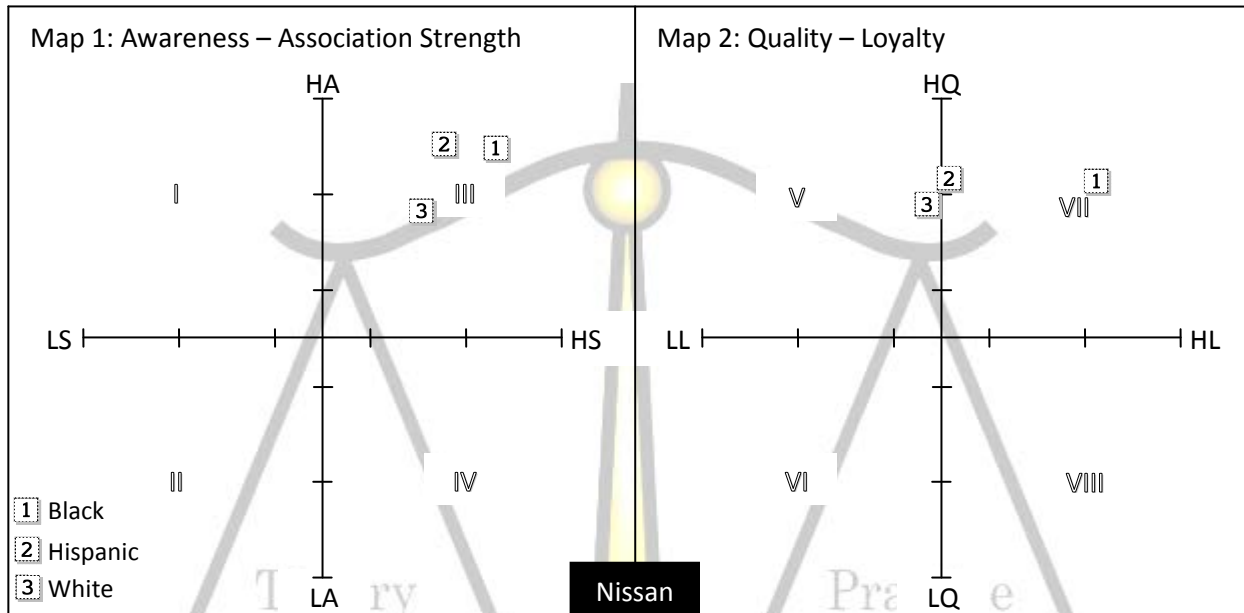 Map 1: Awareness – Association Strength
HA
2
1
I
III
3
LS
HS
II
IV
1 Black
2 Hispanic
3 White
LA
Map 2: Quality – Loyalty
HQ
2
1
3
V
VII
LL
HL
VI
VIII
LQ
Nissan